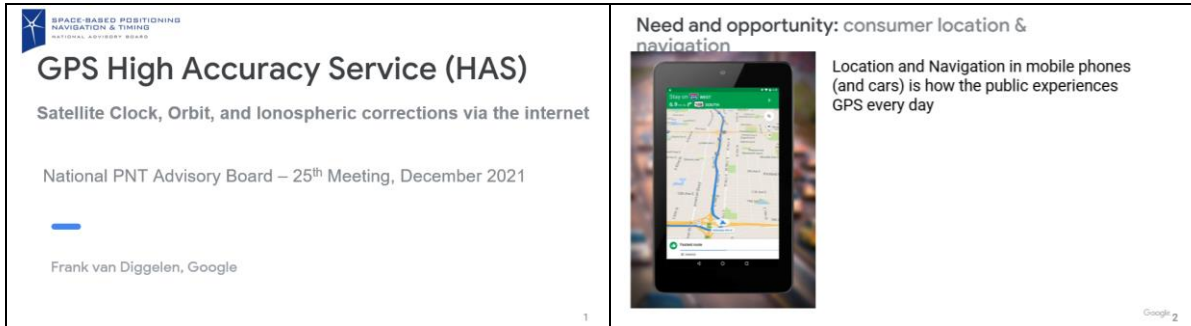 SPACE-BASED POSITIONING
NAVIGATION & TIMING
NATIONAL ADVISORY BOARD
GPS High Accuracy Service (HAS)
Satellite Clock, Orbit, and Ionospheric corrections via the internet
National PNT Advisory Board – 25th Meeting, December 2021
Frank van Diggelen, Google
1
Need and opportunity: consumer location &
navigation
Location and Navigation in mobile phones
(and cars) is how the public experiences
GPS every day
Stay on
Google 2